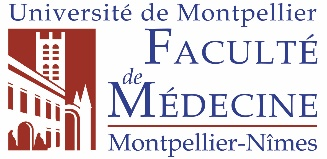 Université de Montpellier
FACULTÉ
de
MÉDECINE
Montpellier-Nîmes